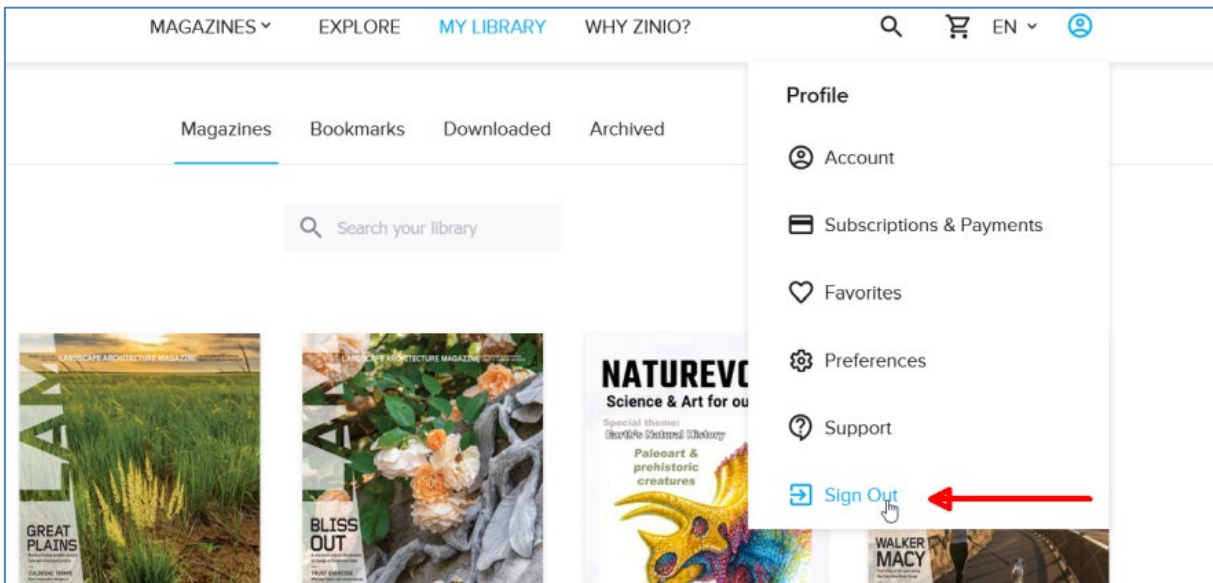 MAGAZINES EXPLORE MY LIBRARY WHY ZINIO? EN
Profile
Magazines Bookmarks Downloaded Archived
Account
Subscriptions & Payments
Search your library
Favorites
Preferences
Support
Sign Out
LANDSCAPE ARCHITECTURE MAGAZINE
LAM
GREAT
PLAINS
LANDSCAPE ARCHITECTURE MAGAZINE
LAM
BLISS
OUT
NATUREVO
Science & Art for ou
Special theme:
Earth's Natural History
Paleoart &
prehistoric
creatures
WALKER
MACY